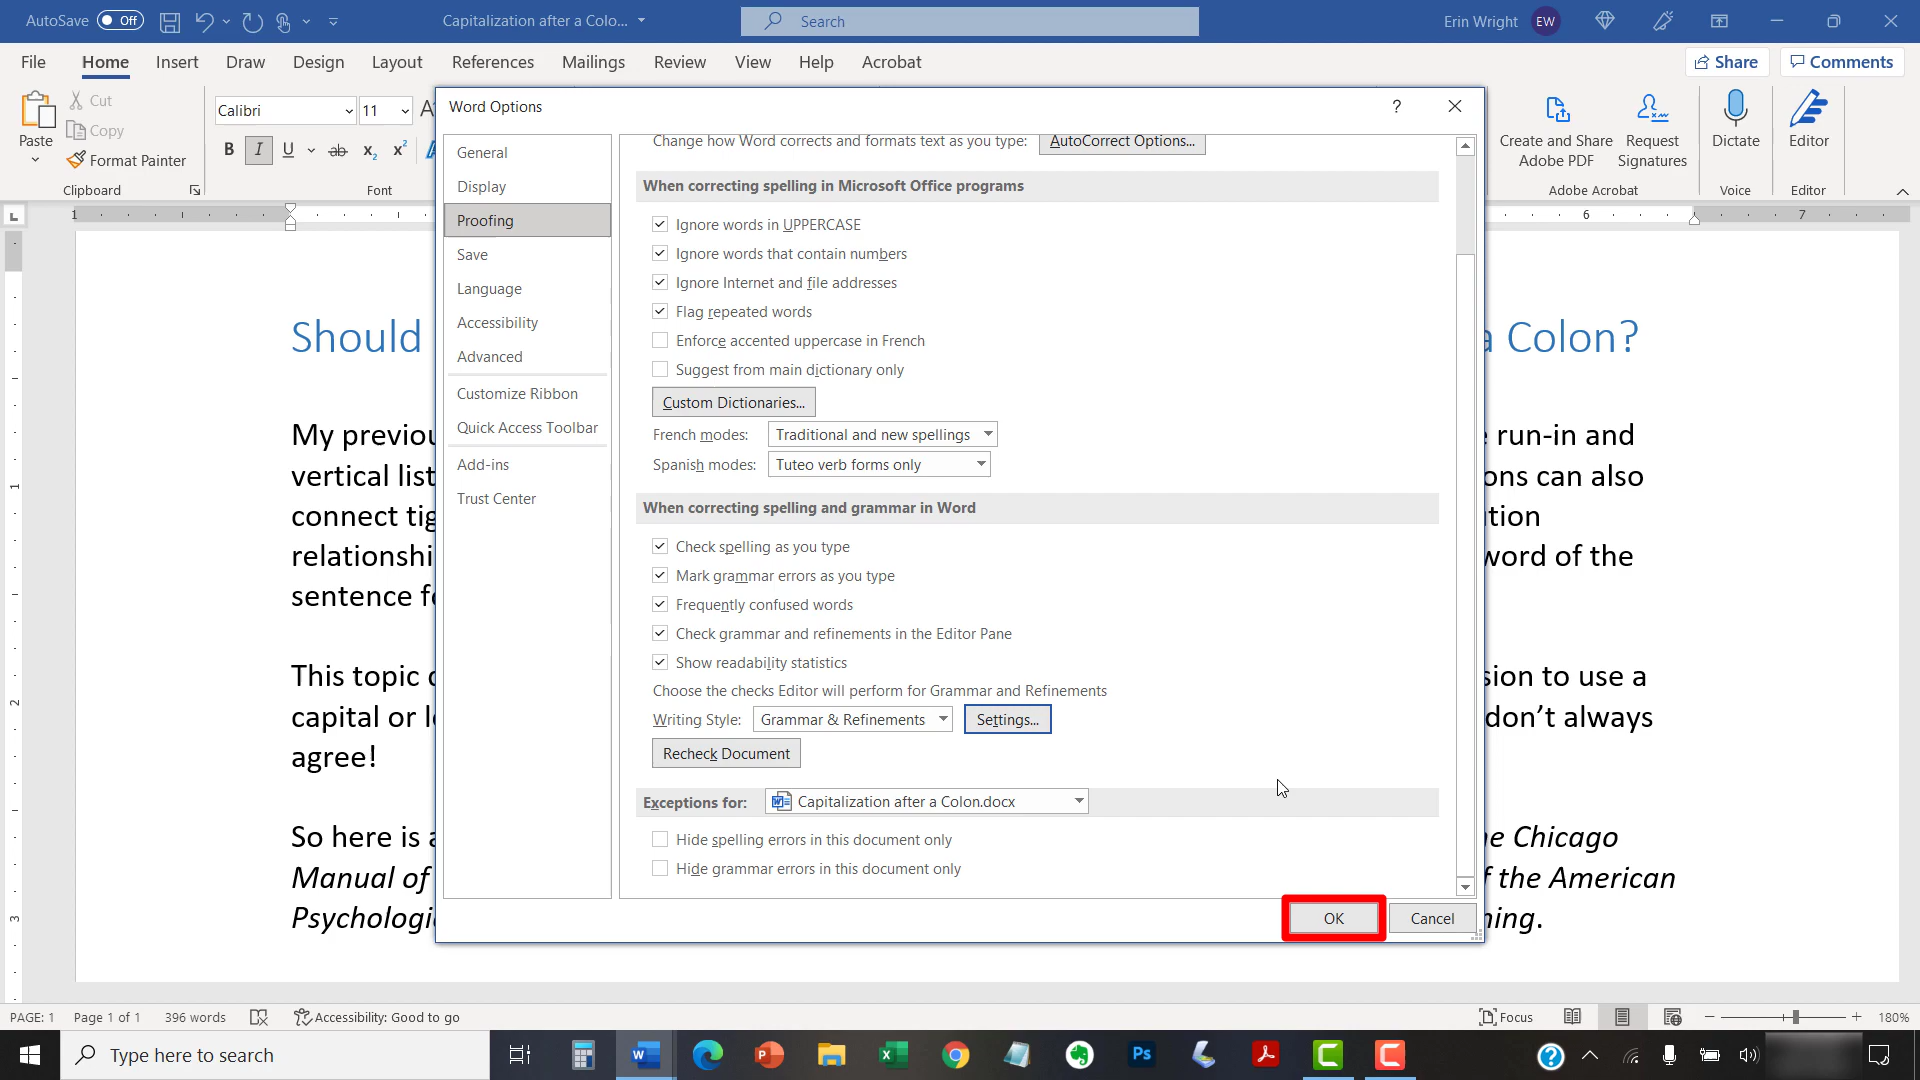 AutoSave Off
Capitalization after a Colo...
Search
Erin Wright EW
File Home Insert Draw Design Layout References Mailings Review View Help Acrobat
Share Comments
Paste
Cut
Copy
Format Painter
Clipboard
Calibri 11
B I U ab x₂ x²
Font
Create and Share
Adobe PDF
Request
Signatures
Adobe Acrobat
Dictate
Voice
Editor
Editor
1 6 7
Word Options
?
General
Display
Proofing
Save
Language
Accessibility
Advanced
Customize Ribbon
Quick Access Toolbar
Add-ins
Trust Center
Change how Word corrects and formats text as you type: AutoCorrect Options...
When correcting spelling in Microsoft Office programs
Ignore words in UPPERCASE
Ignore words that contain numbers
Ignore Internet and file addresses
Flag repeated words
Enforce accented uppercase in French
Suggest from main dictionary only
Custom Dictionaries...
French modes: Traditional and new spellings
Spanish modes: Tuteo verb forms only
When correcting spelling and grammar in Word
Check spelling as you type
Mark grammar errors as you type
Frequently confused words
Check grammar and refinements in the Editor Pane
Show readability statistics
Choose the checks Editor will perform for Grammar and Refinements
Writing Style: Grammar & Refinements Settings...
Recheck Document
Exceptions for: Capitalization after a Colon.docx
Hide spelling errors in this document only
Hide grammar errors in this document only
OK Cancel
Should a Colon?
My previou run-in and
vertical list ons can also
connect tig
relationshi word of the
sentence
This topic sion to use a
capital or don't always
agree!
So here is Chicago
Manual of f the American
Psychologi
1
2
3
PAGE: 1 Page 1 of 1 396 words Accessibility: Good to go
Focus 180%
Type here to search